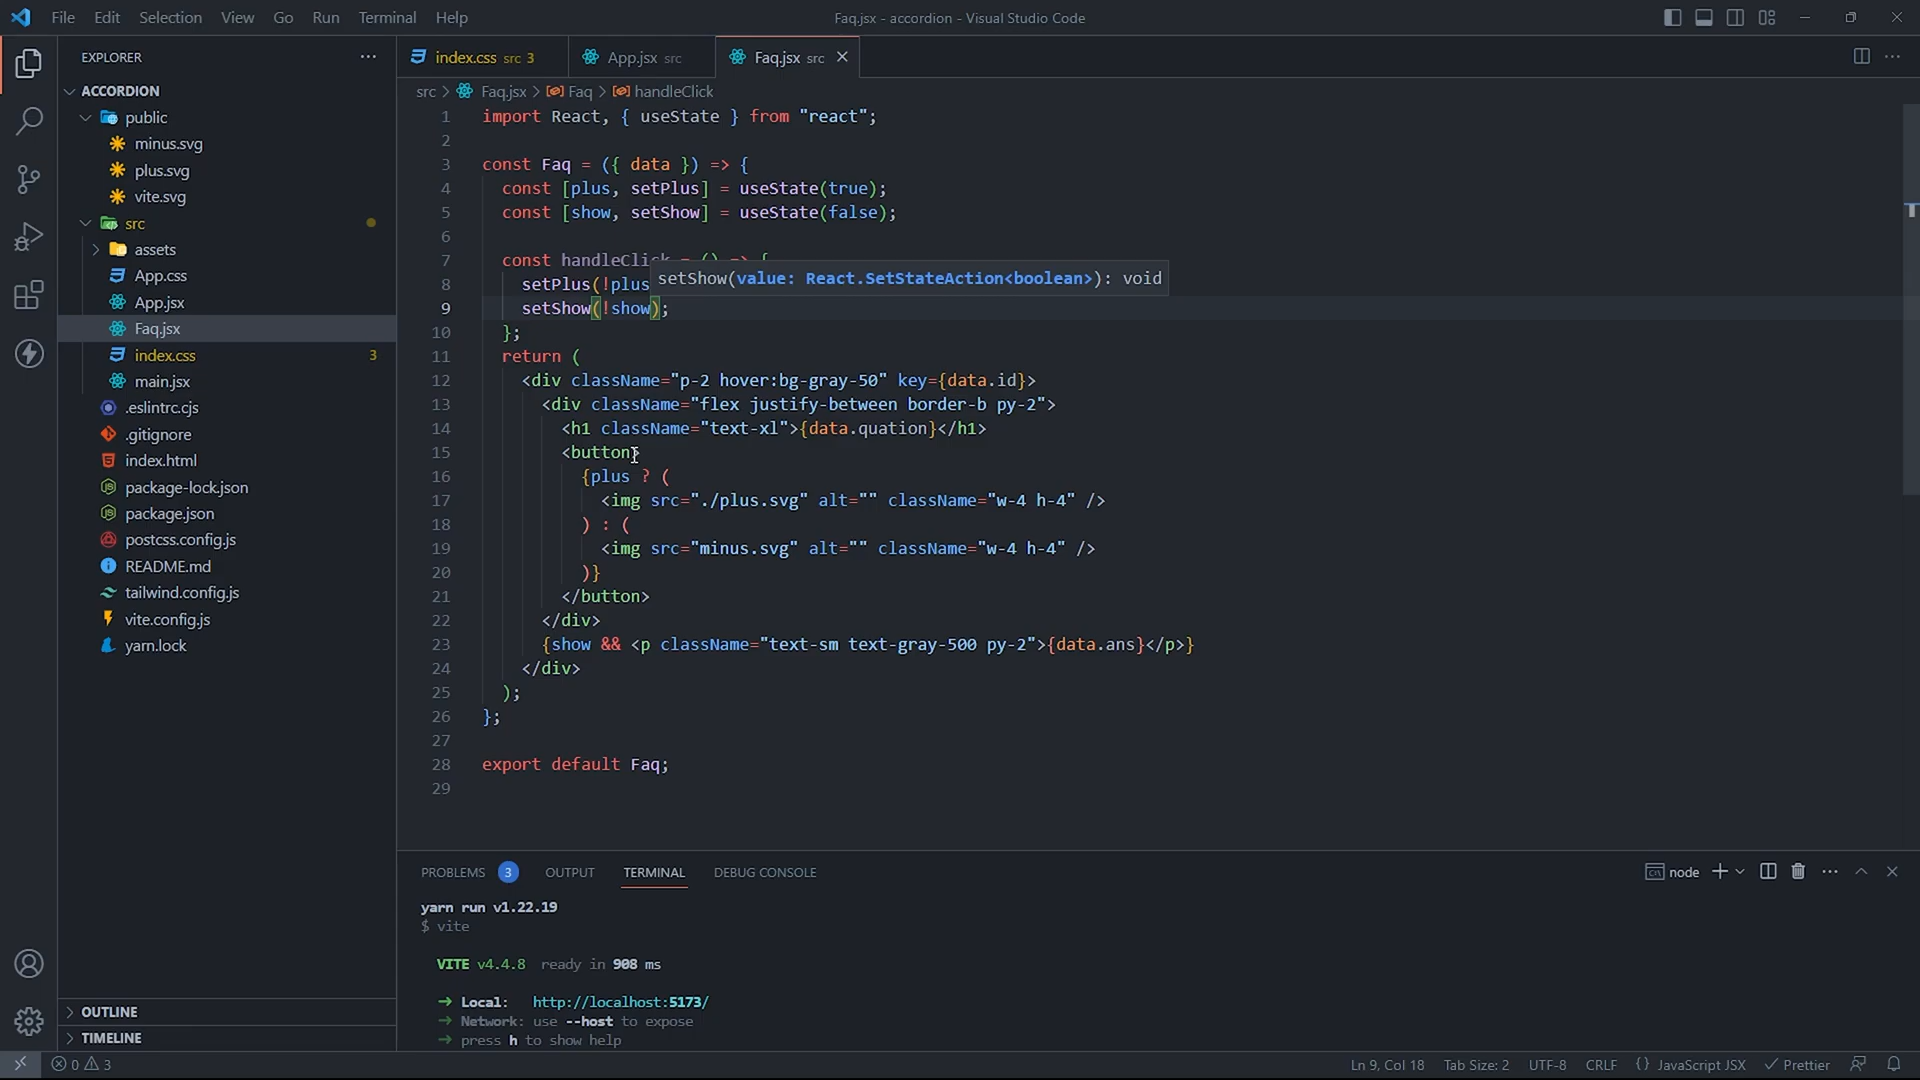 File Edit Selection View Go Run Terminal Help
Faq.jsx - accordion - Visual Studio Code
EXPLORER
ACCORDION
public
minus.svg
plus.svg
vite.svg
src
assets
App.css
App.jsx
Faq.jsx
index.css 3
main.jsx
.eslintrc.cjs
.gitignore
index.html
package-lock.json
package.json
postcss.config.js
README.md
tailwind.config.js
vite.config.js
yarn.lock
OUTLINE
TIMELINE
index.css src 3
App.jsx src
Faq.jsx src
src > Faq.jsx > Faq > handleClick
1 import React, { useState } from "react";
2
3 const Faq = ({ data }) => {
4 const [plus, setPlus] = useState(true);
5 const [show, setShow] = useState(false);
6
7 const handleClick = () => {
setShow(value: React.SetStateAction<boolean>): void
8 setPlus(!plus
9 setShow(!show);
10 };
11 return (
12 <div className="p-2 hover:bg-gray-50" key={data.id}>
13 <div className="flex justify-between border-b py-2">
14 <h1 className="text-xl">{data.quation}</h1>
15 <button>
16 {plus ? (
17 <img src="./plus.svg" alt="" className="w-4 h-4" />
18 ) : (
19 <img src="minus.svg" alt="" className="w-4 h-4" />
20 )}
21 </button>
22 </div>
23 {show && <p className="text-sm text-gray-500 py-2">{data.ans}</p>}
24 </div>
25 );
26 };
27
28 export default Faq;
29
PROBLEMS 3 OUTPUT TERMINAL DEBUG CONSOLE
node
yarn run v1.22.19
$ vite
VITE v4.4.8 ready in 908 ms
→ Local: http://localhost:5173/
→ Network: use --host to expose
→ press h to show help
0 3
Ln 9, Col 18 Tab Size: 2 UTF-8 CRLF {} JavaScript JSX Prettier